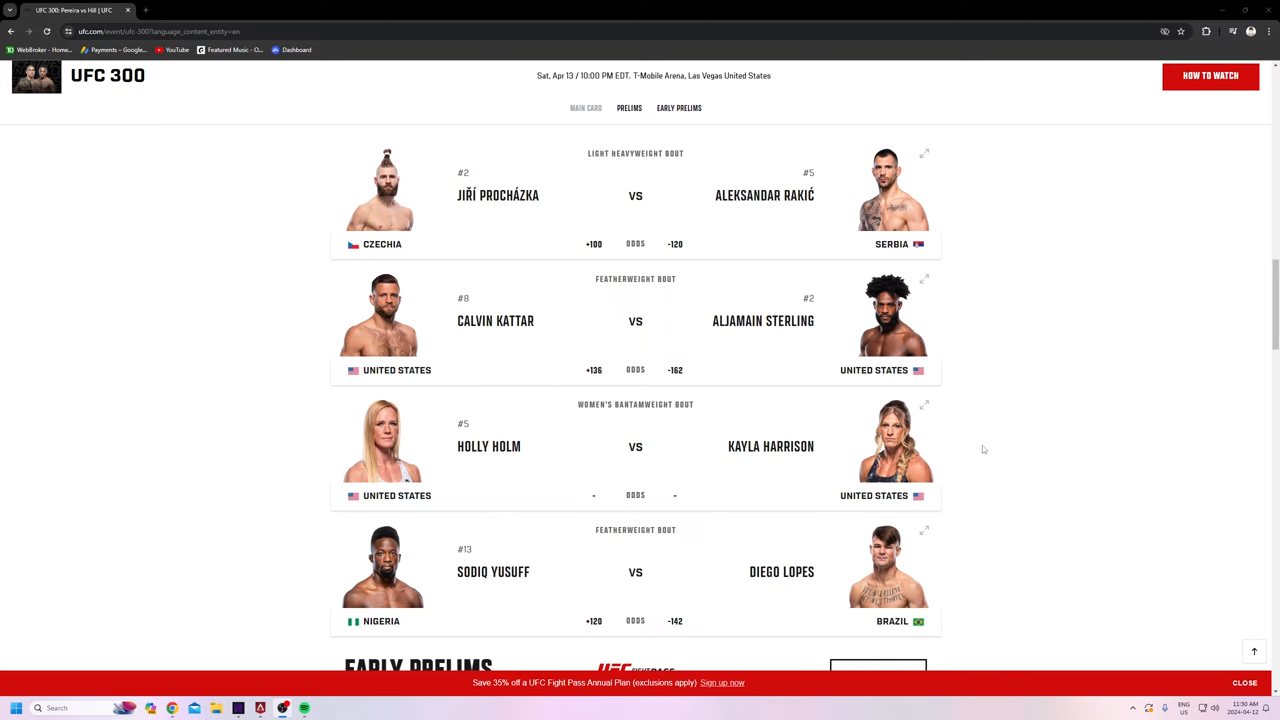 UFC 300: Pereira vs Hill | UFC
ufc.com/event/ufc-300?language_content_entity=en
WebBroker - Home...
Payments – Google...
YouTube
Featured Music - O...
Dashboard
UFC 300
Sat, Apr 13 / 10:00 PM EDT. T-Mobile Arena, Las Vegas United States
HOW TO WATCH
MAIN CARD PRELIMS EARLY PRELIMS
LIGHT HEAVYWEIGHT BOUT
#2 #5
JIŘÍ PROCHÁZKA VS ALEKSANDAR RAKIĆ
CZECHIA +100 ODDS -120 SERBIA
FEATHERWEIGHT BOUT
#8 #2
CALVIN KATTAR VS ALJAMAIN STERLING
UNITED STATES +136 ODDS -162 UNITED STATES
WOMEN'S BANTAMWEIGHT BOUT
#5
HOLLY HOLM VS KAYLA HARRISON
UNITED STATES - ODDS - UNITED STATES
FEATHERWEIGHT BOUT
#13
SODIQ YUSUFF VS DIEGO LOPES
NIGERIA +120 ODDS -142 BRAZIL
EARLY PRELIMS UFC FIGHT PASS
Save 35% off a UFC Fight Pass Annual Plan (exclusions apply) Sign up now
CLOSE
Search
ENG
US
11:30 AM
2024-04-12